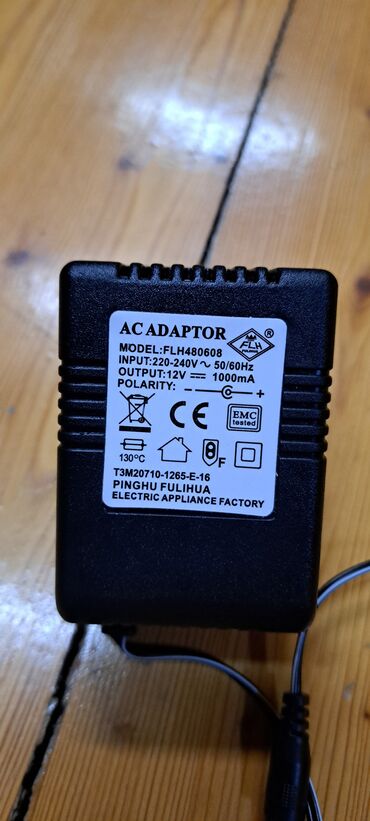 AC ADAPTOR
FLH
®
MODEL:FLH480608
INPUT:220-240V ~ 50/60Hz
OUTPUT:12V ⎓ 1000mA
POLARITY: - +
CE
EMC
tested
130°C
F
T3M20710-1265-E-16
PINGHU FULIHUA
ELECTRIC APPLIANCE FACTORY